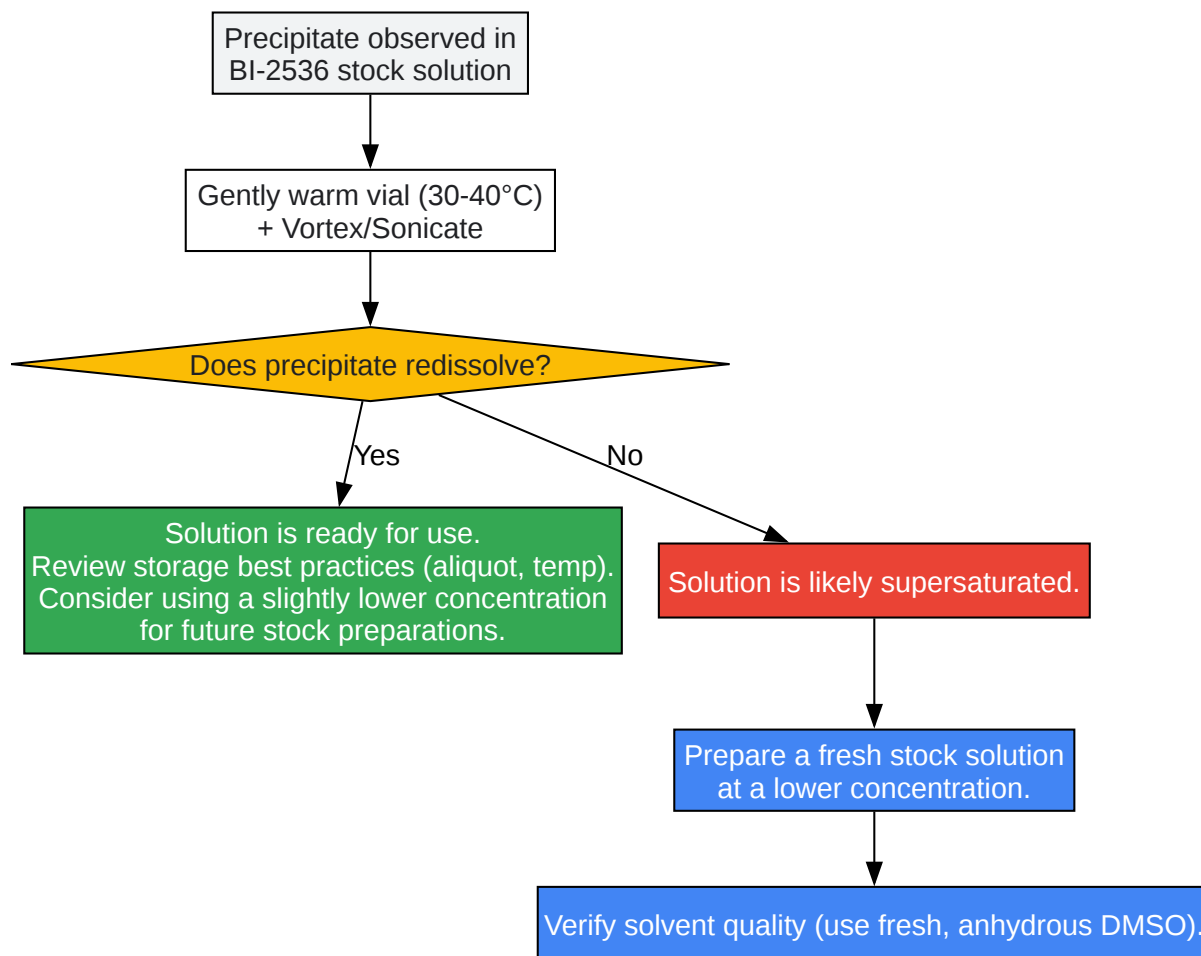 Precipitate observed in
BI-2536 stock solution
Gently warm vial (30-40°C)
+ Vortex/Sonicate
Does precipitate redissolve?
Yes
No
Solution is ready for use.
Review storage best practices (aliquot, temp).
Consider using a slightly lower concentration
for future stock preparations.
Solution is likely supersaturated.
Prepare a fresh stock solution
at a lower concentration.
Verify solvent quality (use fresh, anhydrous DMSO).